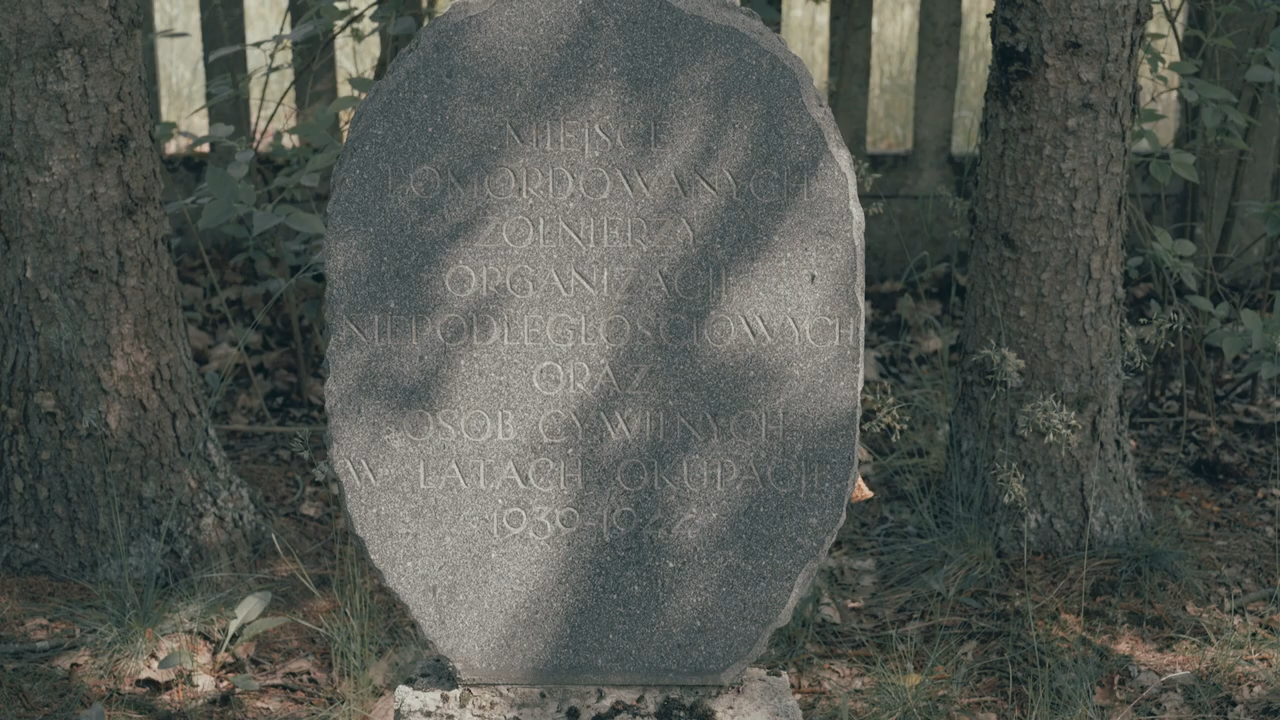 MIEJSCE
POMORDOWANYCH
ŻOŁNIERZY
ORGANIZACJI
NIEPODLEGŁOŚCIOWYCH
ORAZ
OSÓB CYWILNYCH
W LATACH OKUPACJI